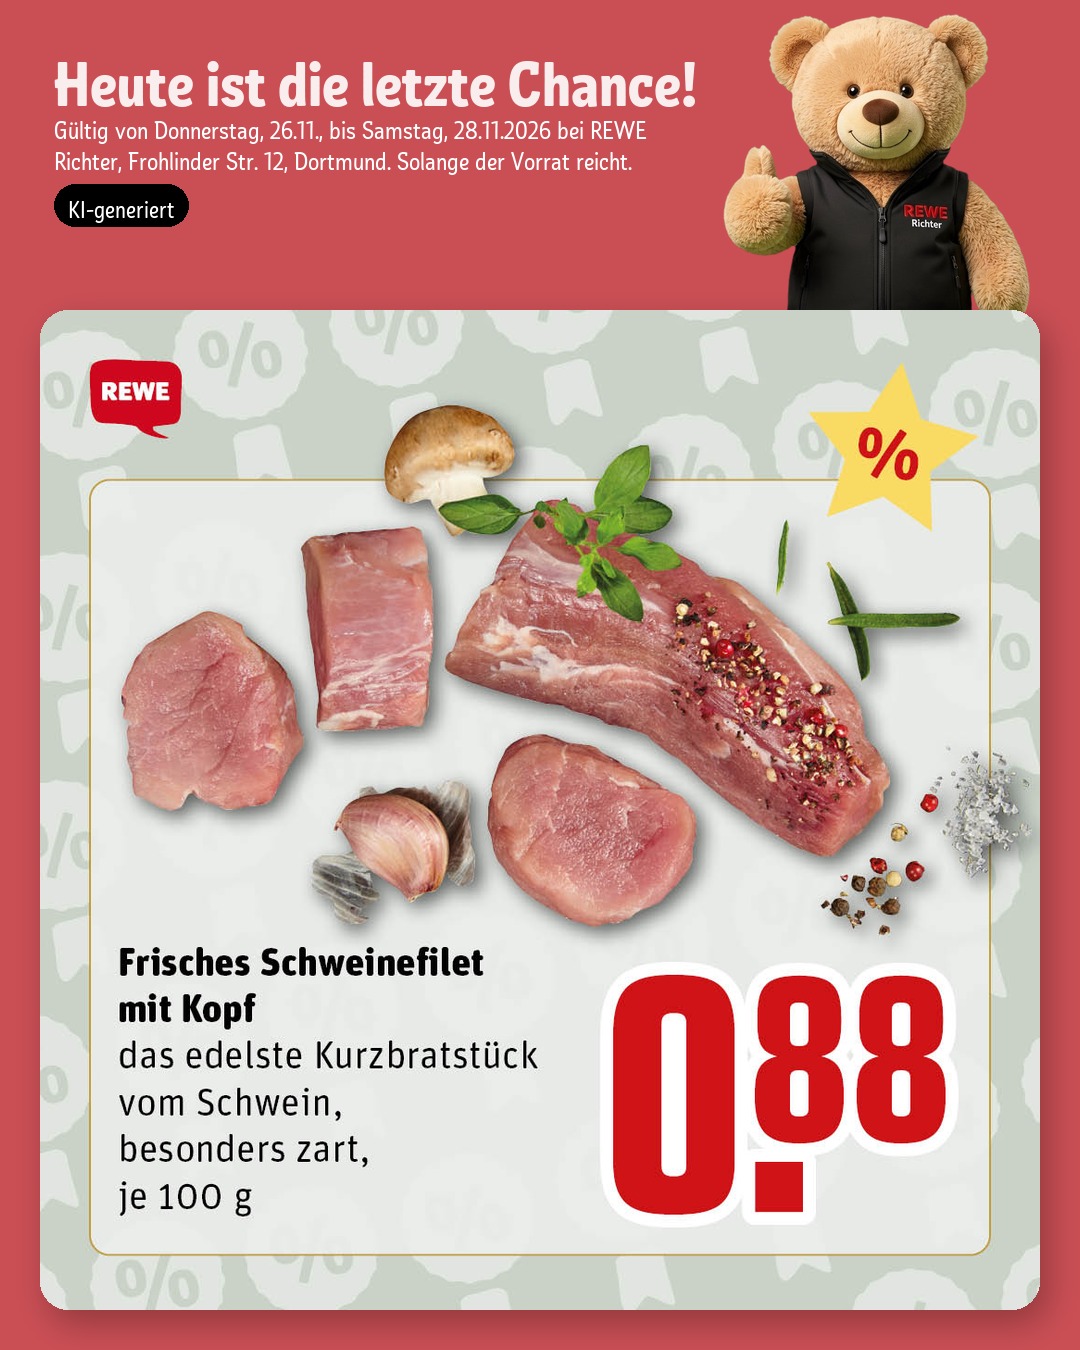 Heute ist die letzte Chance!
Gültig von Donnerstag, 26.11., bis Samstag, 28.11.2026 bei REWE
Richter, Frohlinder Str. 12, Dortmund. Solange der Vorrat reicht.
KI-generiert
REWE
Richter
REWE
%
Frisches Schweinefilet
mit Kopf
das edelste Kurzbratstück
vom Schwein,
besonders zart,
je 100 g
0.88